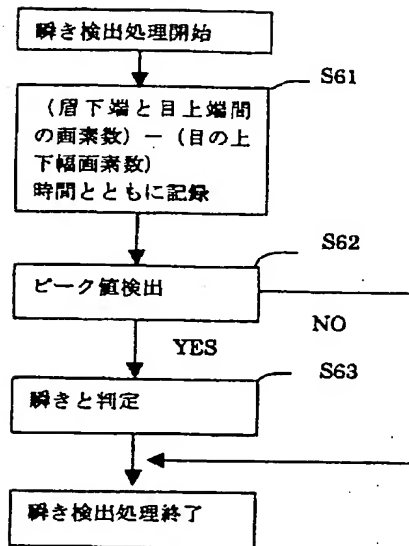 瞬き検出処理開始
S61
(眉下端と目上端間
の画素数)－(目の上
下幅画素数)
時間とともに記録
S62
ピーク値検出
NO
YES
S63
瞬きと判定
瞬き検出処理終了